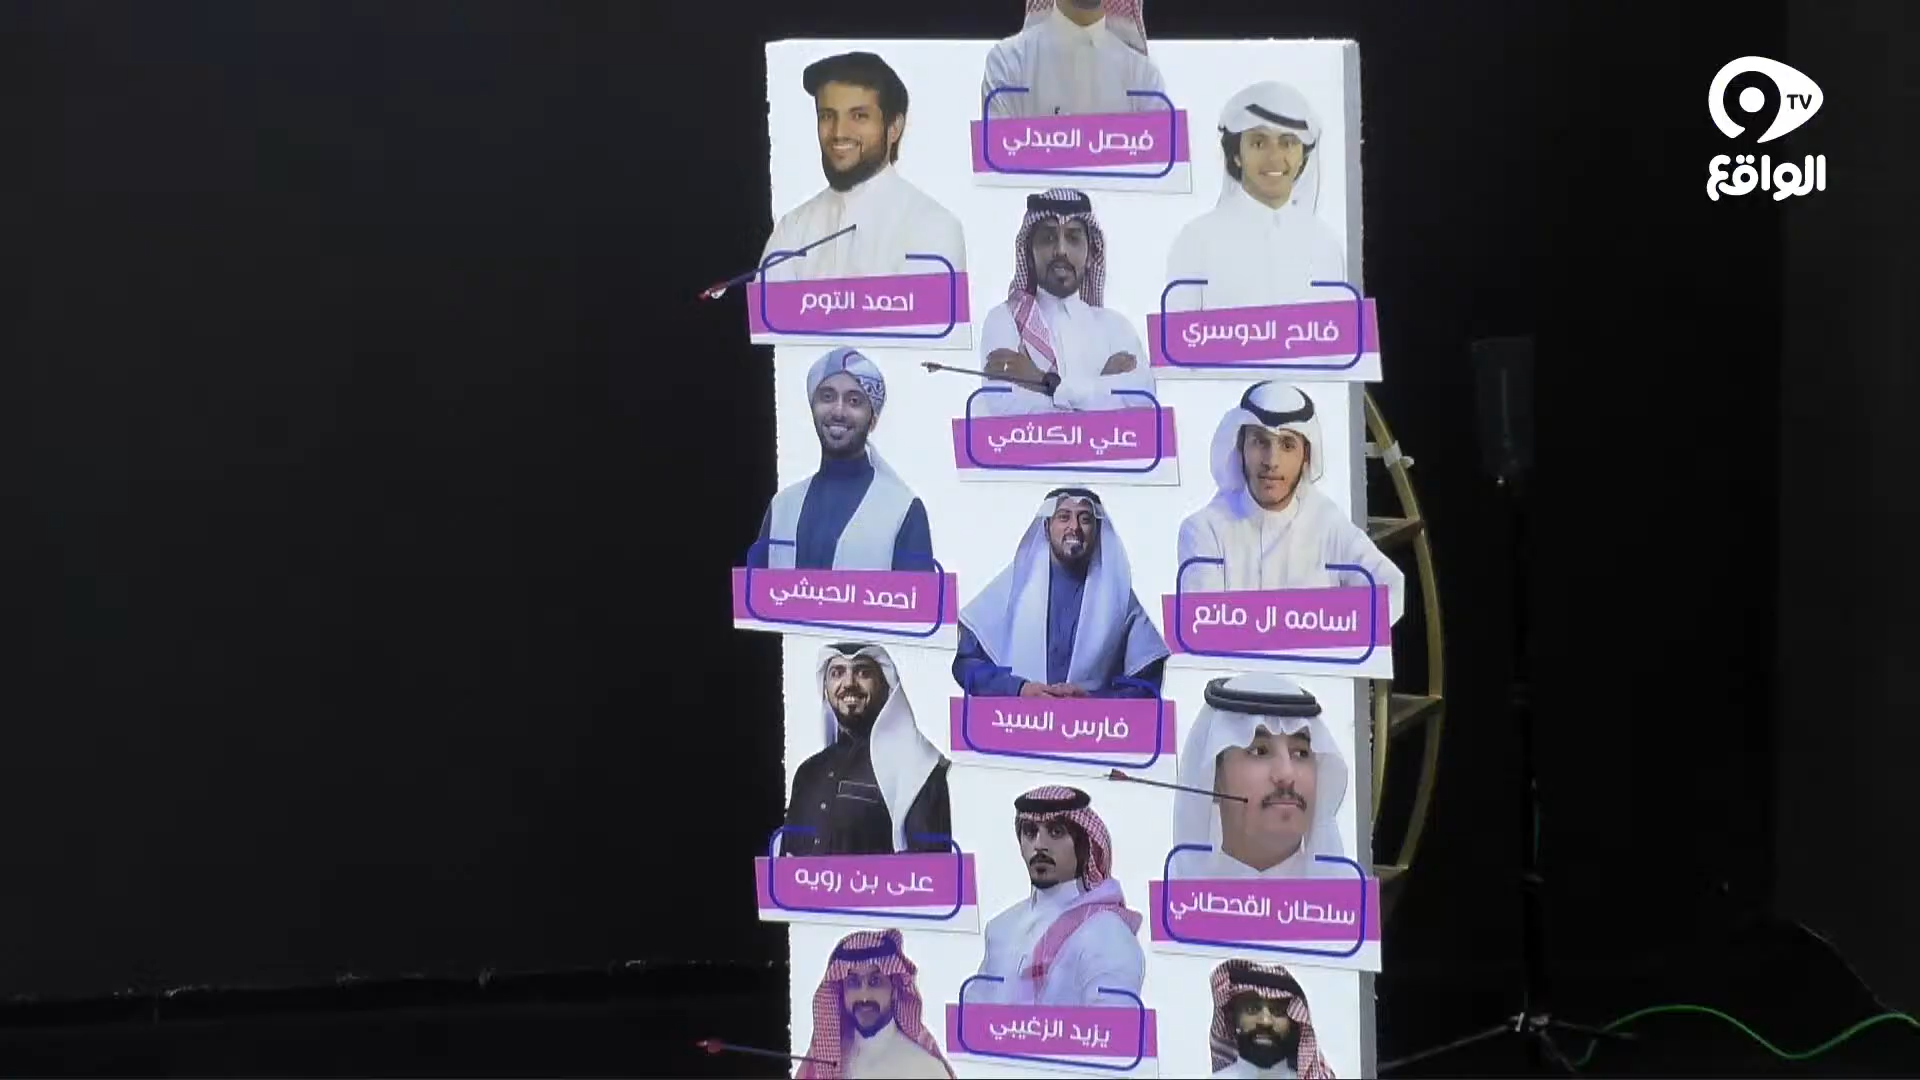 TV
الواقع
فيصل العبدلي
احمد التوم
فالح الدوسري
علي الكلثمي
أحمد الحبشي
اسامه ال مانع
فارس السيد
على بن رويه
سلطان القحطاني
يزيد الزغيبي